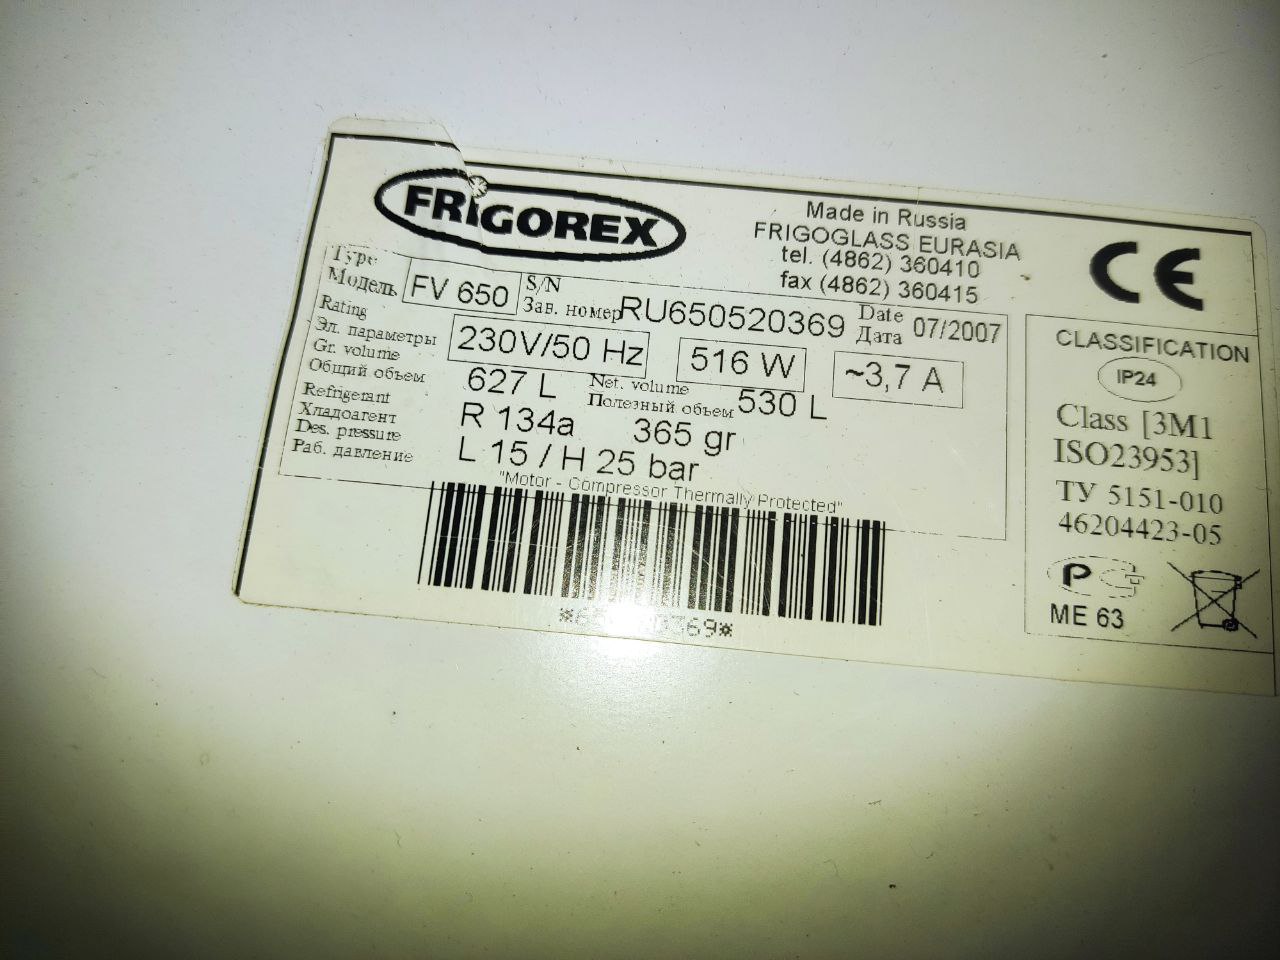 FRIGOREX
Made in Russia
FRIGOGLASS EURASIA
tel. (4862) 360410
fax (4862) 360415
CE
Type
Модель
FV 650
S/N
Зав. номер
RU650520369
Date
Дата
07/2007
Rating
Эл. параметры
230V/50 Hz
516 W
~3,7 A
Gr. volume
Общий объем
627 L
Net. volume
Полезный объем
530 L
Refrigerant
Хладоагент
R 134a
365 gr
Des. pressure
Раб. давление
L 15 / H 25 bar
"Motor - Compressor Thermally Protected"
CLASSIFICATION
IP24
Class [3M1
ISO23953]
ТУ 5151-010
46204423-05
РС
ME 63